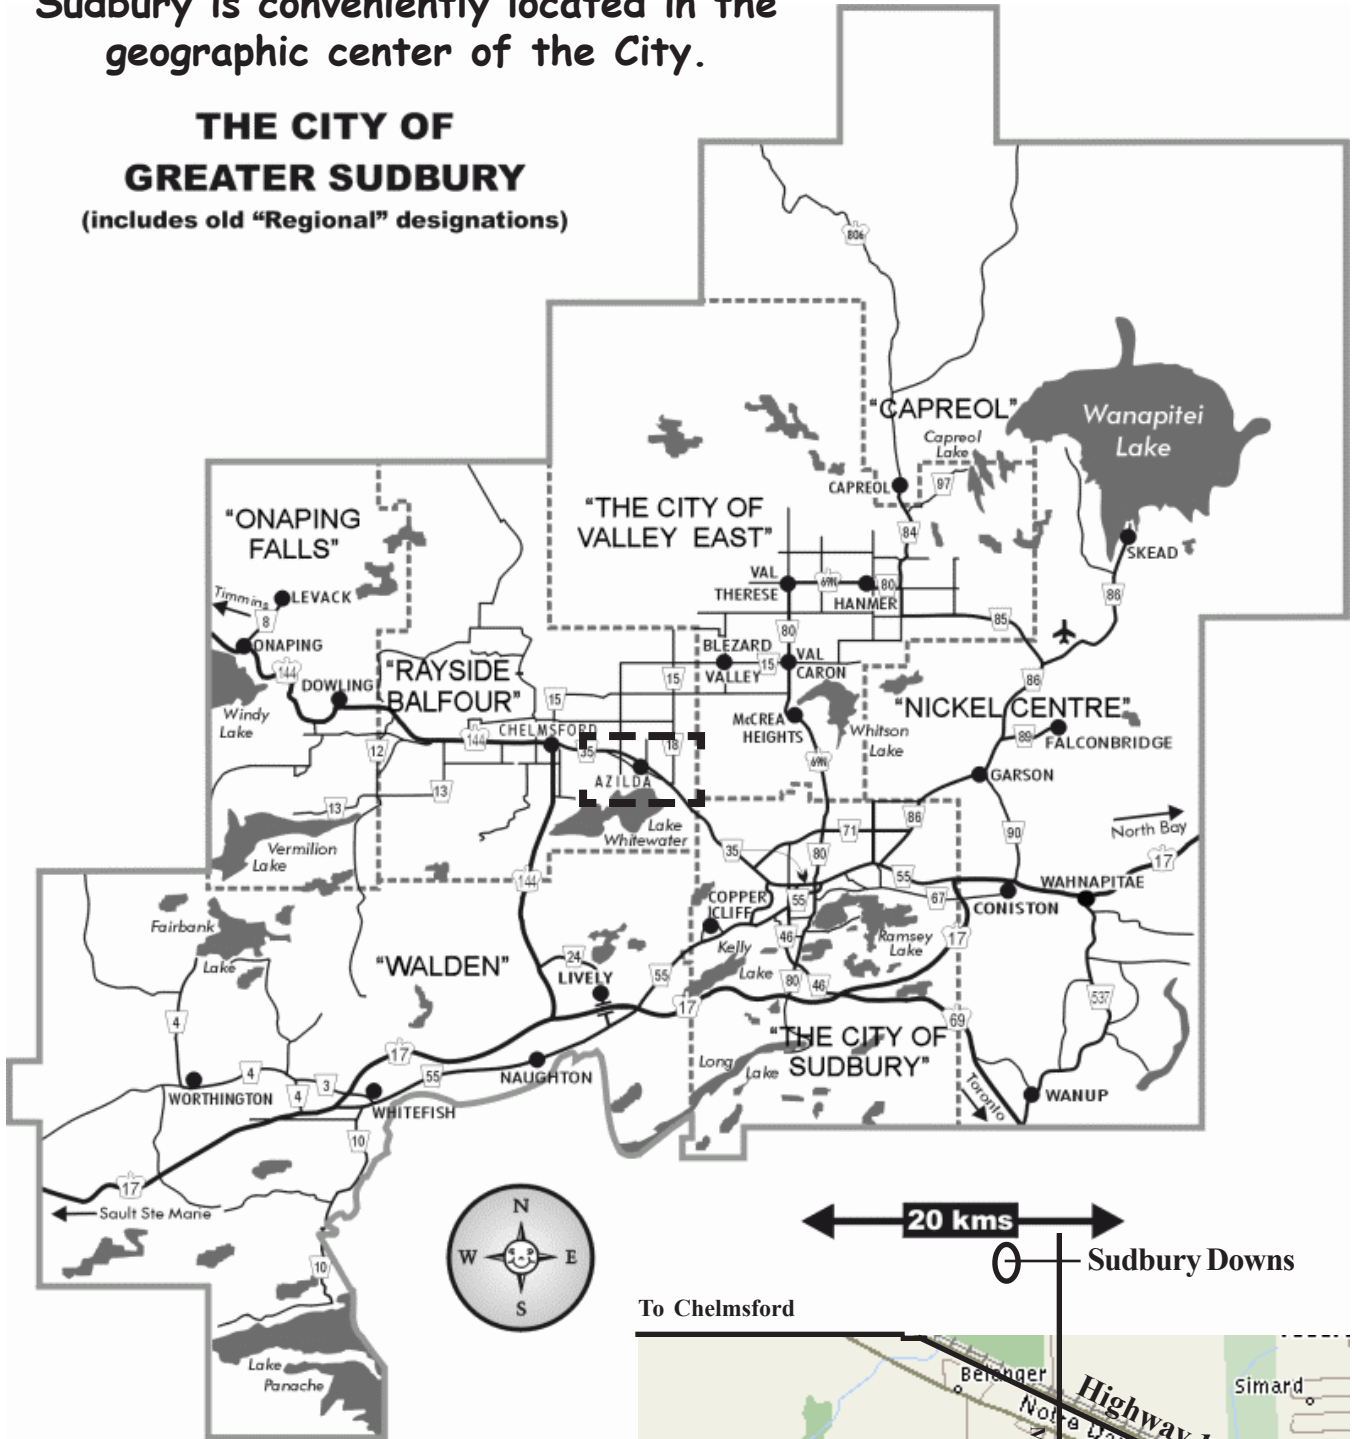 Sudbury is conveniently located in the
geographic center of the City.
THE CITY OF
GREATER SUDBURY
(includes old “Regional” designations)
806
“CAPREOL”
Capreol
Lake
Wanapitei
Lake
CAPREOL
97
84
SKEAD
86
“ONAPING
FALLS”
“THE CITY OF
VALLEY EAST”
Timmins
8
LEVACK
ONAPING
144
DOWLING
Windy
Lake
“RAYSIDE -
BALFOUR”
VAL
THERESE
69N
80
HANMER
85
80
BLEZARD
VALLEY
15
VAL
CARON
15
15
86
“NICKEL CENTRE”
McCREA
HEIGHTS
Whitson
Lake
89
FALCONBRIDGE
12
144
CHELMSFORD
35
18
AZILDA
69N
GARSON
13
13
Lake
Whitewater
Vermilion
Lake
86
71
90
North Bay
17
35
80
55
144
COPPER
CLIFF
55
67
CONISTON
WAHNAPITAE
Fairbank
Lake
46
Ramsey
Lake
17
Kelly
Lake
“WALDEN”
24
LIVELY
55
80
46
17
537
4
69
“THE CITY OF
SUDBURY”
17
Long
Lake
4
3
4
55
NAUGHTON
WORTHINGTON
WHITEFISH
Toronto
WANUP
10
17
Sault Ste Marie
10
N
W
E
S
20 kms
Sudbury Downs
To Chelmsford
Lake
Panache
Belanger
Simard
Highway